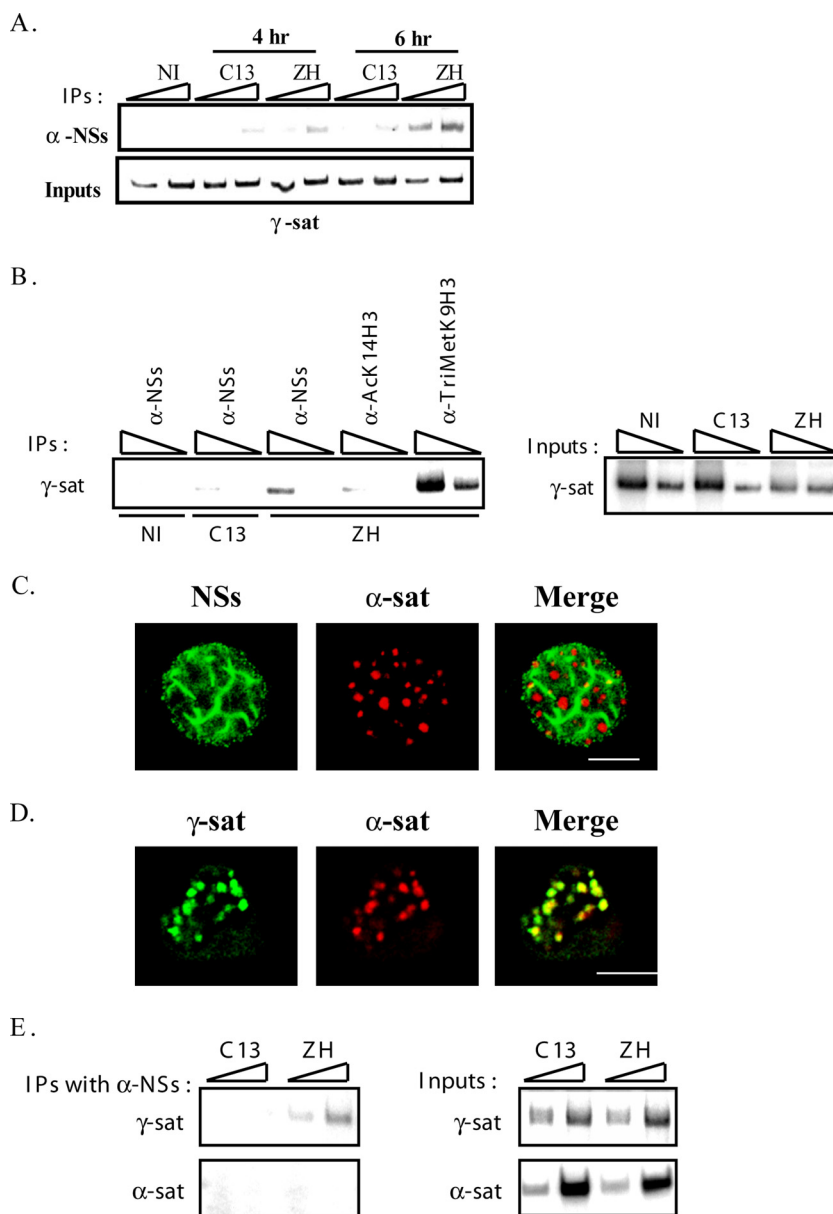 A.
4 hr 6 hr
NI C13 ZH C13 ZH
IPs :
α -NSs
Inputs
γ -sat
B.
α-NSs α-NSs α-NSs α-AcK14H3 α-TriMetK9H3
IPs :
γ-sat
NI C13 ZH
NI C13 ZH
Inputs :
γ-sat
C.
NSs α-sat Merge
D.
γ-sat α-sat Merge
E.
C13 ZH
IPs with α-NSs :
γ-sat
α-sat
C13 ZH
Inputs :
γ-sat
α-sat